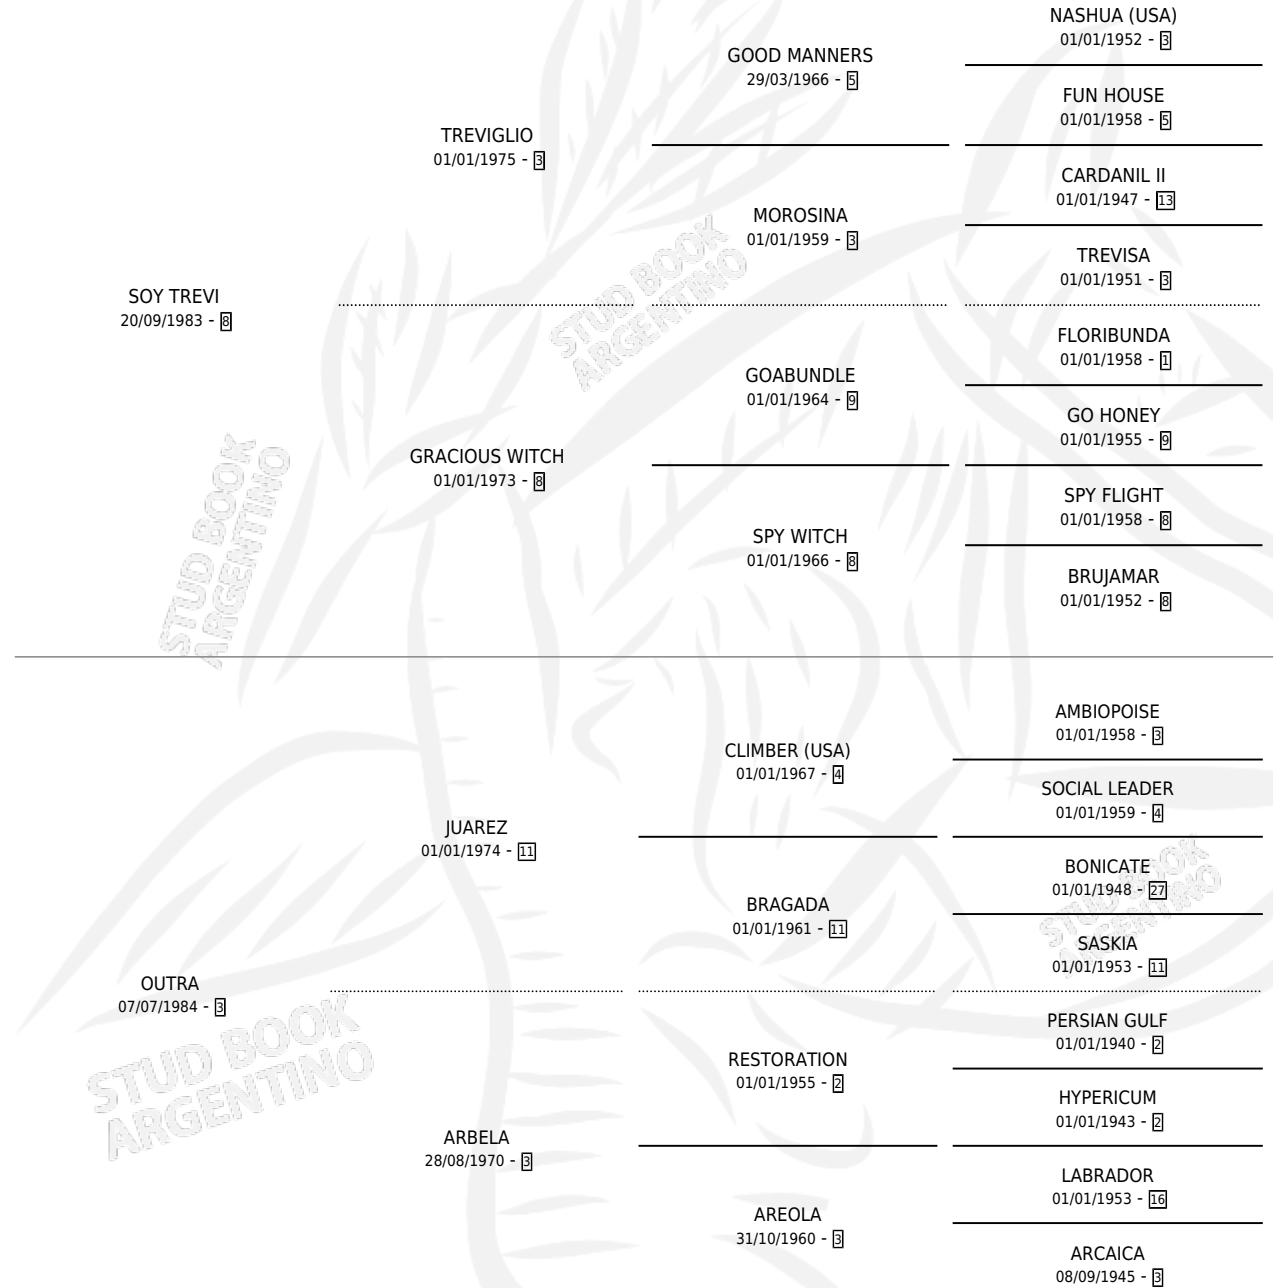 NASHUA (USA)
01/01/1952 - 3
GOOD MANNERS
29/03/1966 - 5
FUN HOUSE
01/01/1958 - 5
TREVIGLIO
01/01/1975 - 3
CARDANIL II
01/01/1947 - 13
MOROSINA
01/01/1959 - 3
TREVISA
01/01/1951 - 3
SOY TREVI
20/09/1983 - 8
FLORIBUNDA
01/01/1958 - 1
GOABUNDLE
01/01/1964 - 9
GO HONEY
01/01/1955 - 9
GRACIOUS WITCH
01/01/1973 - 8
SPY FLIGHT
01/01/1958 - 8
SPY WITCH
01/01/1966 - 8
BRUJAMAR
01/01/1952 - 8
AMBIOPOISE
01/01/1958 - 3
CLIMBER (USA)
01/01/1967 - 4
SOCIAL LEADER
01/01/1959 - 4
JUAREZ
01/01/1974 - 11
BONICATE
01/01/1948 - 27
BRAGADA
01/01/1961 - 11
SASKIA
01/01/1953 - 11
OUTRA
07/07/1984 - 3
PERSIAN GULF
01/01/1940 - 2
RESTORATION
01/01/1955 - 2
HYPERICUM
01/01/1943 - 2
ARBELA
28/08/1970 - 3
LABRADOR
01/01/1953 - 16
AREOLA
31/10/1960 - 3
ARCAICA
08/09/1945 - 3
STUD BOOK
ARGENTINO
STUD BOOK
ARGENTINO
STUD BOOK
ARGENTINO
STUD BOOK
ARGENTINO